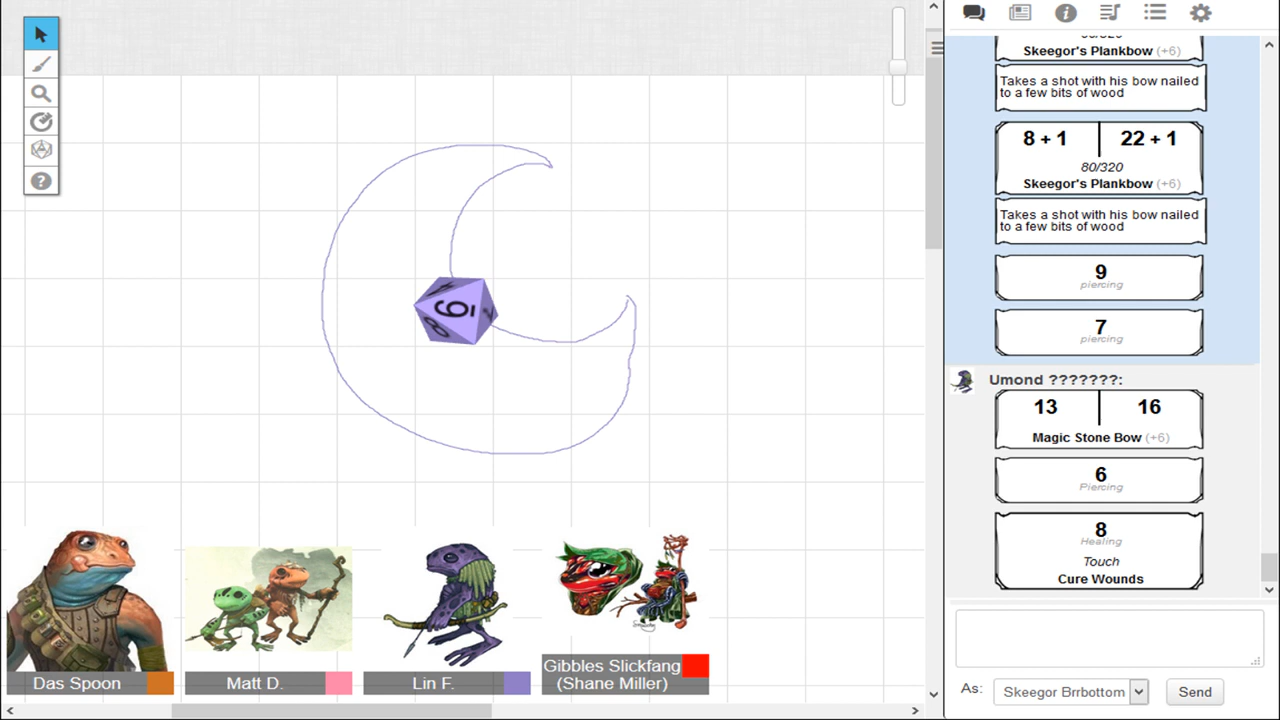 Skeegor's Plankbow (+6)
Takes a shot with his bow nailed
to a few bits of wood
8 + 1 22 + 1
80/320
Skeegor's Plankbow (+6)
Takes a shot with his bow nailed
to a few bits of wood
9
piercing
7
piercing
Umond ???????:
13 16
Magic Stone Bow (+6)
6
Piercing
8
Healing
Touch
Cure Wounds
As: Skeegor Brrbottom Send
6
8
Das Spoon
Matt D.
Lin F.
Gibbles Slickfang
(Shane Miller)